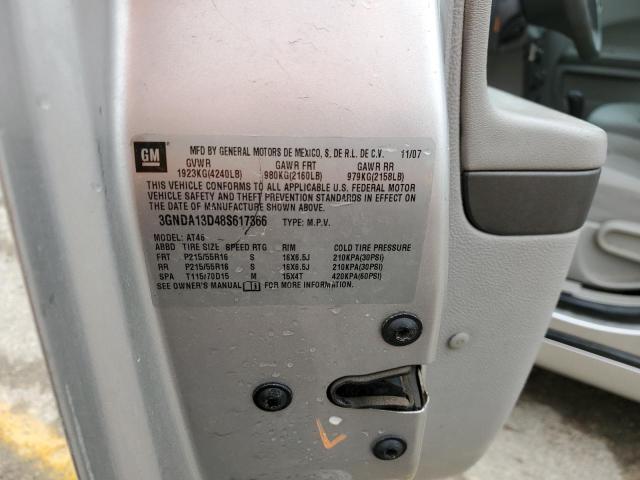 GM
MFD BY GENERAL MOTORS DE MEXICO, S, DE R.L. DE C.V. 11/07
GVWR GAWR FRT GAWR RR
1923KG(4240LB) 980KG(2160LB) 979KG(2158LB)
THIS VEHICLE CONFORMS TO ALL APPLICABLE U.S. FEDERAL MOTOR
VEHICLE SAFETY AND THEFT PREVENTION STANDARDS IN EFFECT ON
THE DATE OF MANUFACTURE SHOWN ABOVE.
3GNDA13D48S617366 TYPE: M.P.V.
MODEL: AT46
ABBD TIRE SIZE SPEED RTG RIM COLD TIRE PRESSURE
FRT P215/55R16 S 16X6.5J 210KPA(30PSI)
RR P215/55R16 S 16X6.5J 210KPA(30PSI)
SPA T115/70D15 M 15X4T 420KPA(60PSI)
SEE OWNER'S MANUAL FOR MORE INFORMATION.